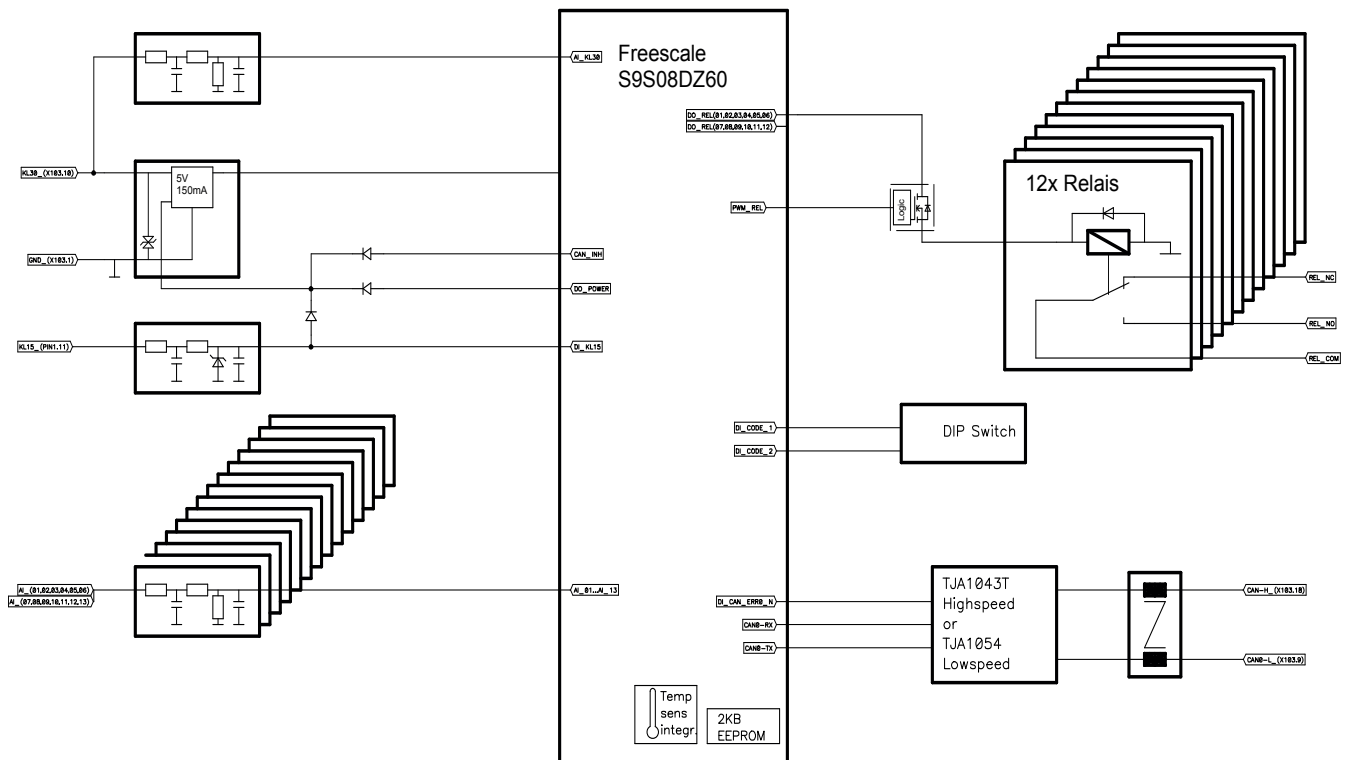 AI_KL30
Freescale
S9S08DZ60
DO_REL(01,02,03,04,05,06)
DO_REL(07,08,09,10,11,12)
KL30_(X103.10)
5V
150mA
12x Relais
PWM_REL
Logic
GND_(X103.1)
CAN_INH
REL_NC
DO_POWER
REL_NO
KL15_(PIN1.11)
DI_KL15
REL_COM
DI_CODE_1
DIP Switch
DI_CODE_2
AI_(01,02,03,04,05,06)
AI_(07,08,09,10,11,12,13)
AI_01...AI_13
DI_CAN_ERR0_N
CAN0-RX
CAN0-TX
TJA1043T
Highspeed
or
TJA1054
Lowspeed
CAN-H_(X103.18)
CAN0-L_(X103.9)
Temp
sens
integr.
2KB
EEPROM